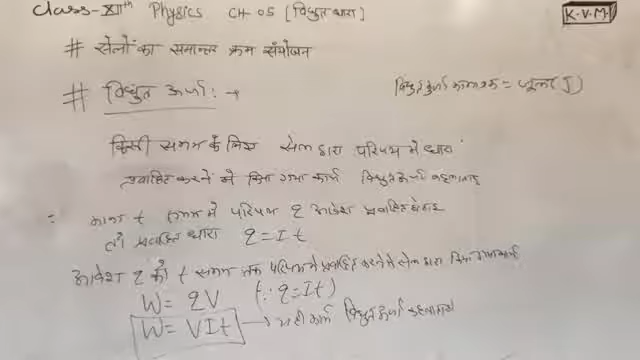 Class-XIIth Physics CH-05 [विद्युत धारा]
K.V.M
# सेलों का समान्तर क्रम संयोजन
# विद्युत ऊर्जा :→
विद्युत ऊर्जा का मात्रक = जूल (J)
किसी समय के लिए सेल द्वारा परिपथ में धारा
प्रवाहित करने में किया गया कार्य विद्युत ऊर्जा कहलाता है
माना t समय में परिपथ में q आवेश प्रवाहित होता है
तो प्रवाहित धारा q = It
आवेश q को t समय तक परिपथ में प्रवाहित करने में सेल द्वारा किया गया कार्य
W = qV (∵ q = It)
W = VIt → यही कार्य विद्युत ऊर्जा कहलाता है